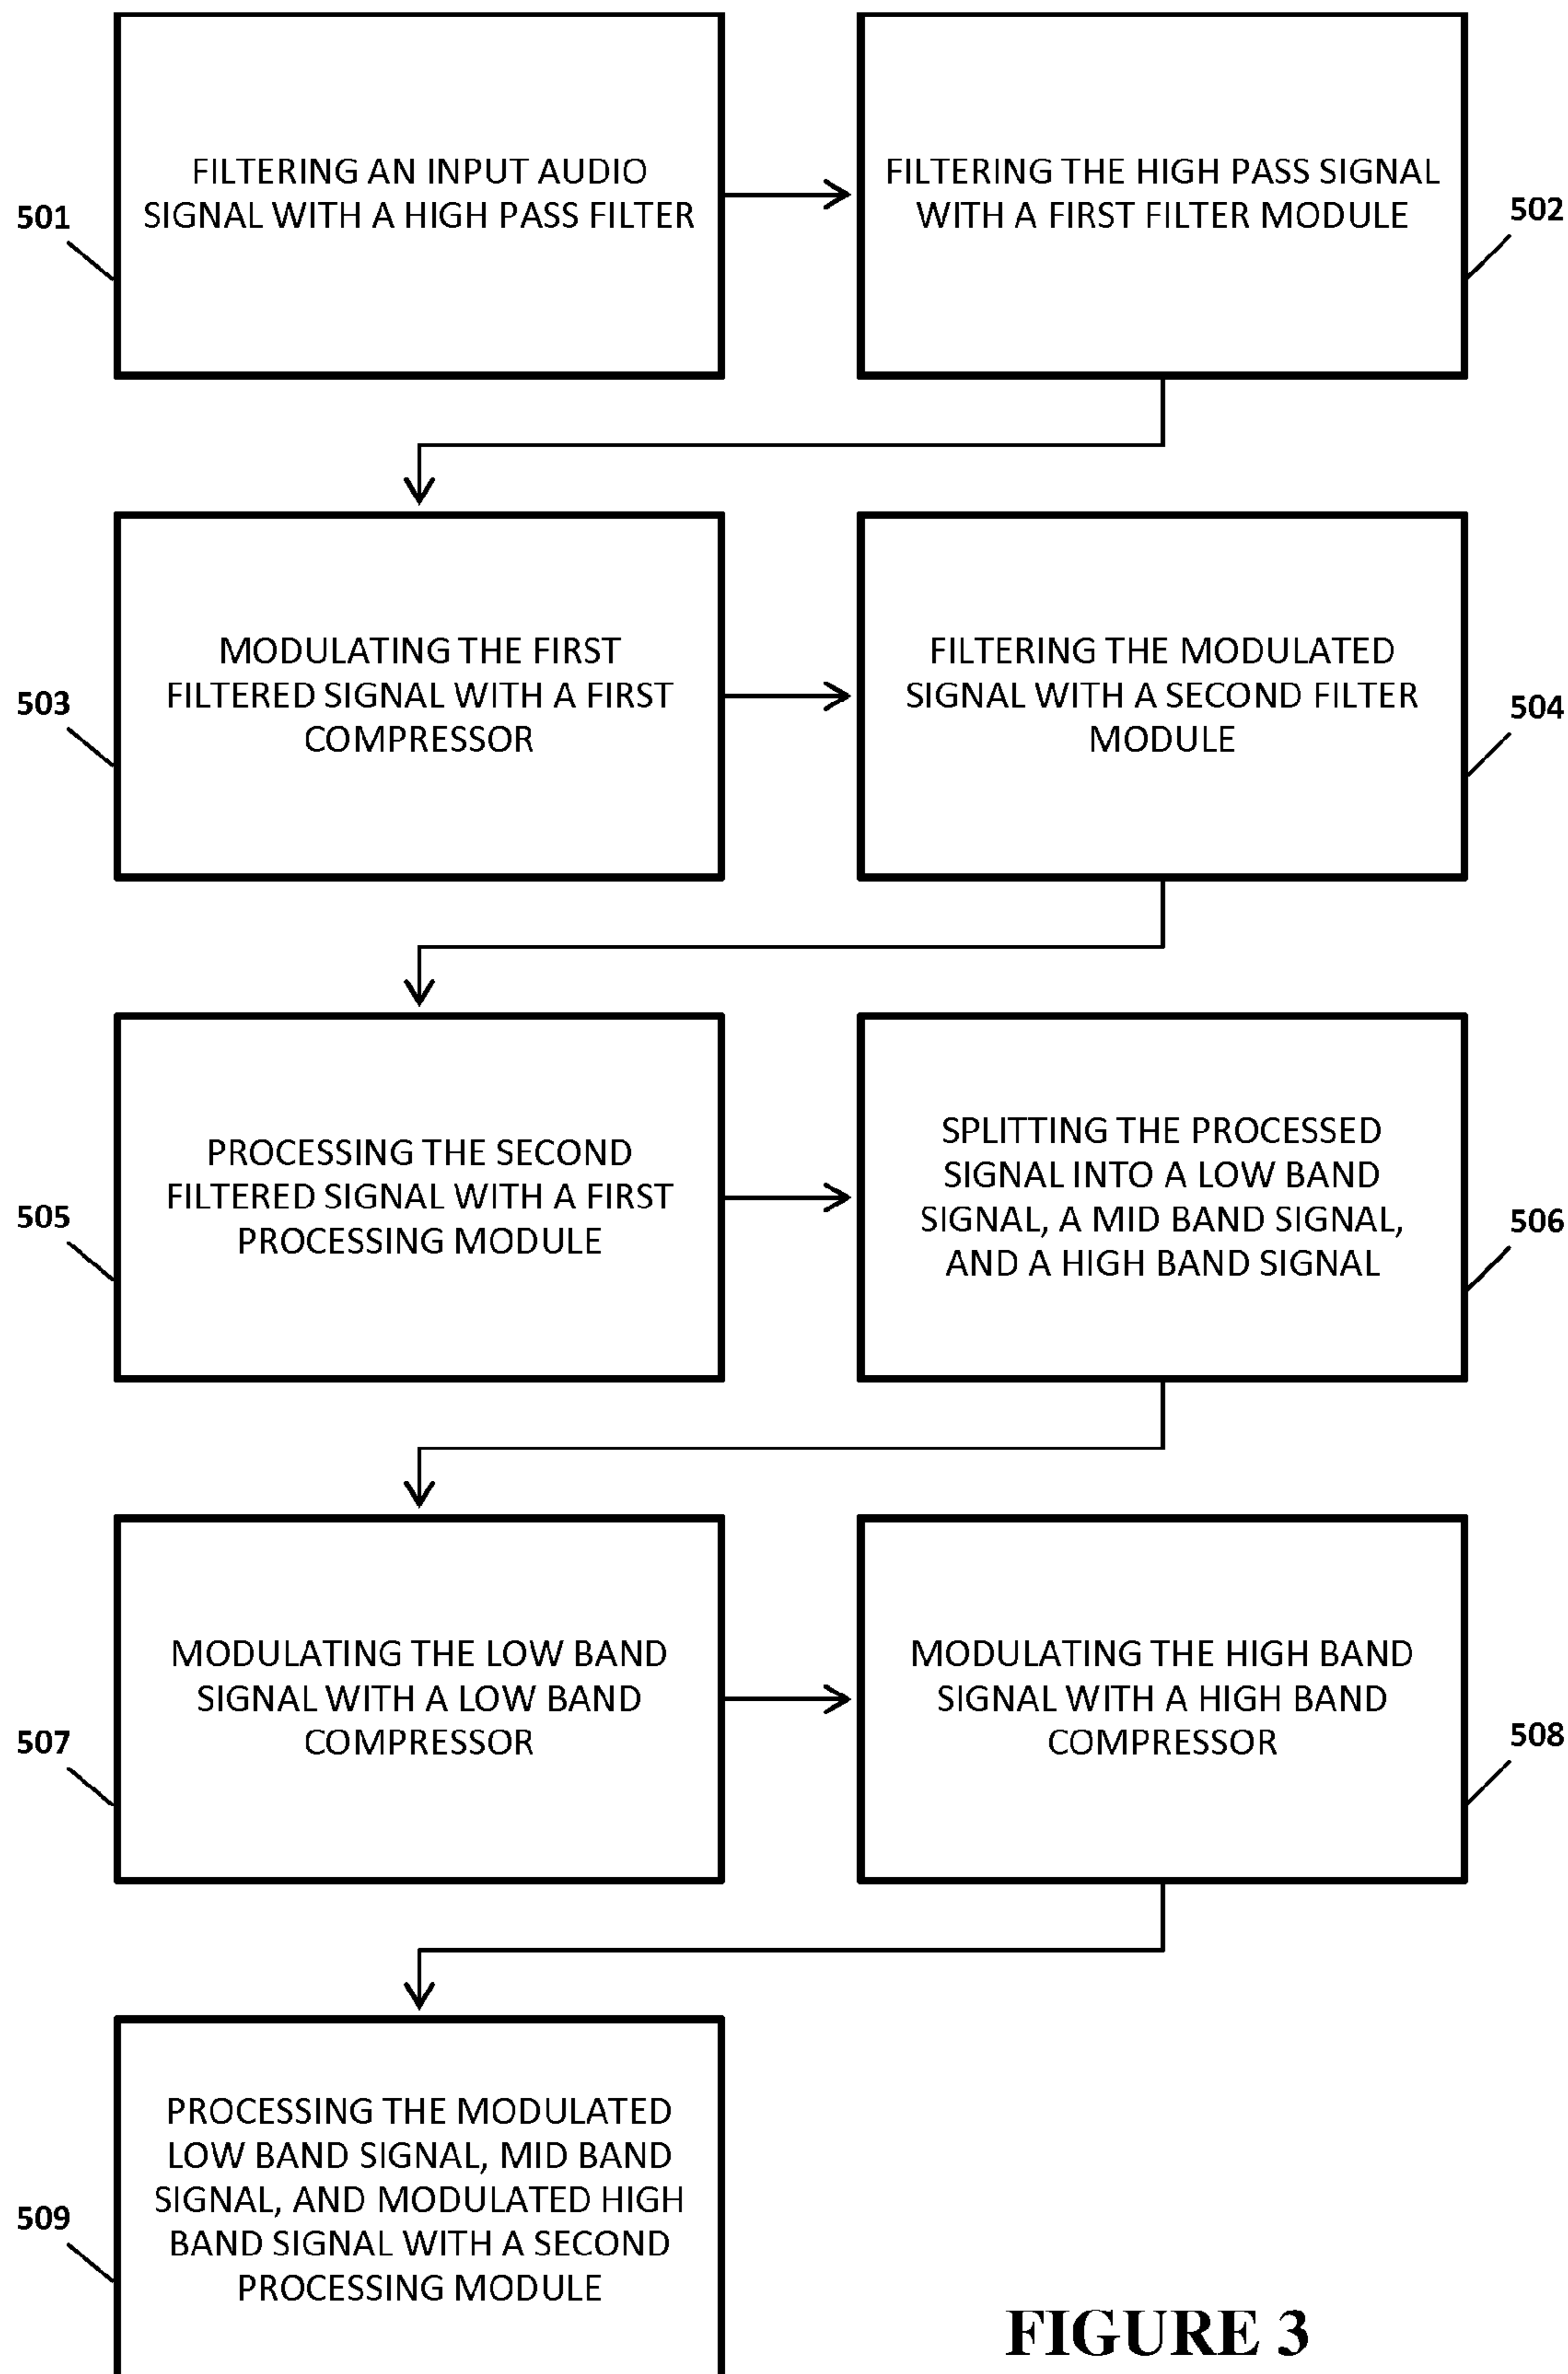 FILTERING AN INPUT AUDIO
SIGNAL WITH A HIGH PASS FILTER
501
FILTERING THE HIGH PASS SIGNAL
WITH A FIRST FILTER MODULE
502
MODULATING THE FIRST
FILTERED SIGNAL WITH A FIRST
COMPRESSOR
503
FILTERING THE MODULATED
SIGNAL WITH A SECOND FILTER
MODULE
504
PROCESSING THE SECOND
FILTERED SIGNAL WITH A FIRST
PROCESSING MODULE
505
SPLITTING THE PROCESSED
SIGNAL INTO A LOW BAND
SIGNAL, A MID BAND SIGNAL,
AND A HIGH BAND SIGNAL
506
MODULATING THE LOW BAND
SIGNAL WITH A LOW BAND
COMPRESSOR
507
MODULATING THE HIGH BAND
SIGNAL WITH A HIGH BAND
COMPRESSOR
508
PROCESSING THE MODULATED
LOW BAND SIGNAL, MID BAND
SIGNAL, AND MODULATED HIGH
BAND SIGNAL WITH A SECOND
PROCESSING MODULE
509
FIGURE 3